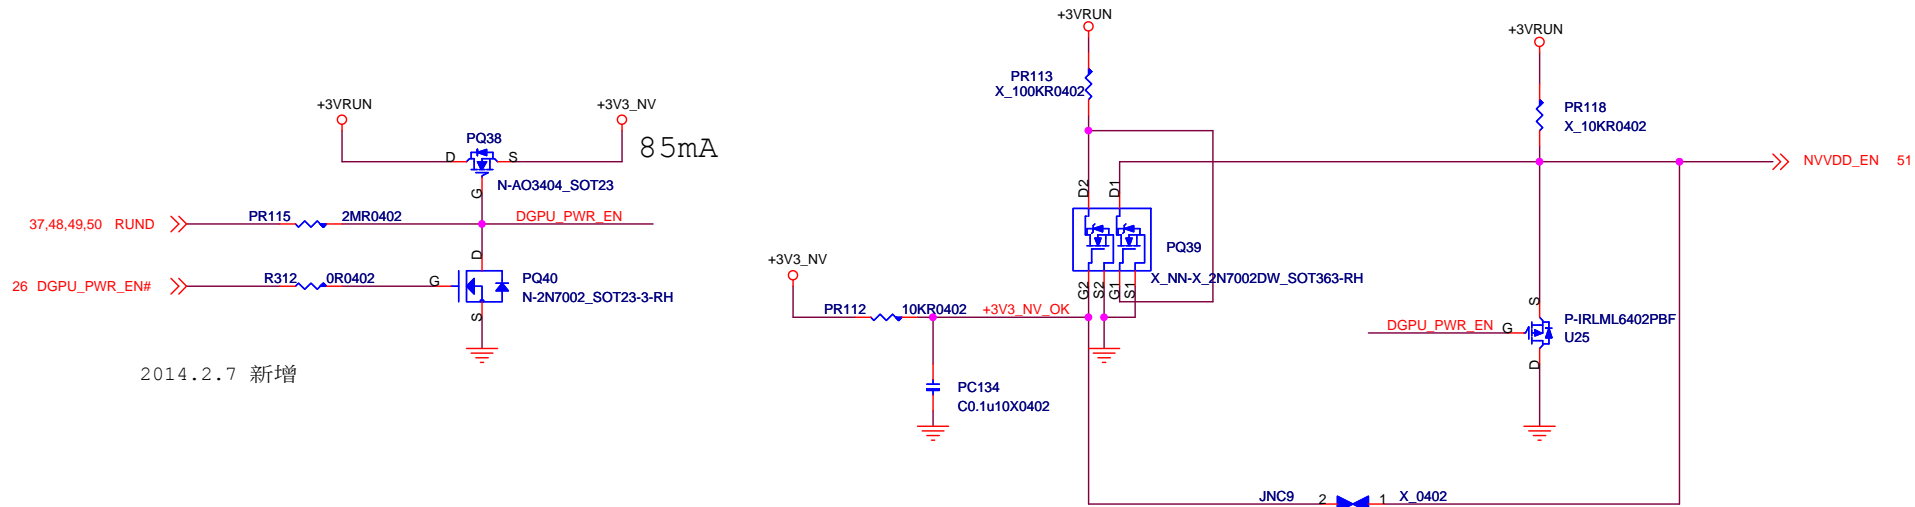 +3VRUN
+3V3_NV
PQ38
85mA
D
S
N-AO3404_SOT23
G
37,48,49,50 RUND
PR115
2MR0402
DGPU_PWR_EN
D
26 DGPU_PWR_EN#
R312
0R0402
G
PQ40
N-2N7002_SOT23-3-RH
S
2014.2.7 新增
+3VRUN
PR113
X_100KR0402
+3VRUN
PR118
X_10KR0402
NVVDD_EN 51
D2
D1
PQ39
X_NN-X_2N7002DW_SOT363-RH
G2
S2
G1
S1
+3V3_NV
PR112
10KR0402
+3V3_NV_OK
PC134
C0.1u10X0402
S
DGPU_PWR_EN
G
P-IRLML6402PBF
U25
D
JNC9
2
1
X_0402